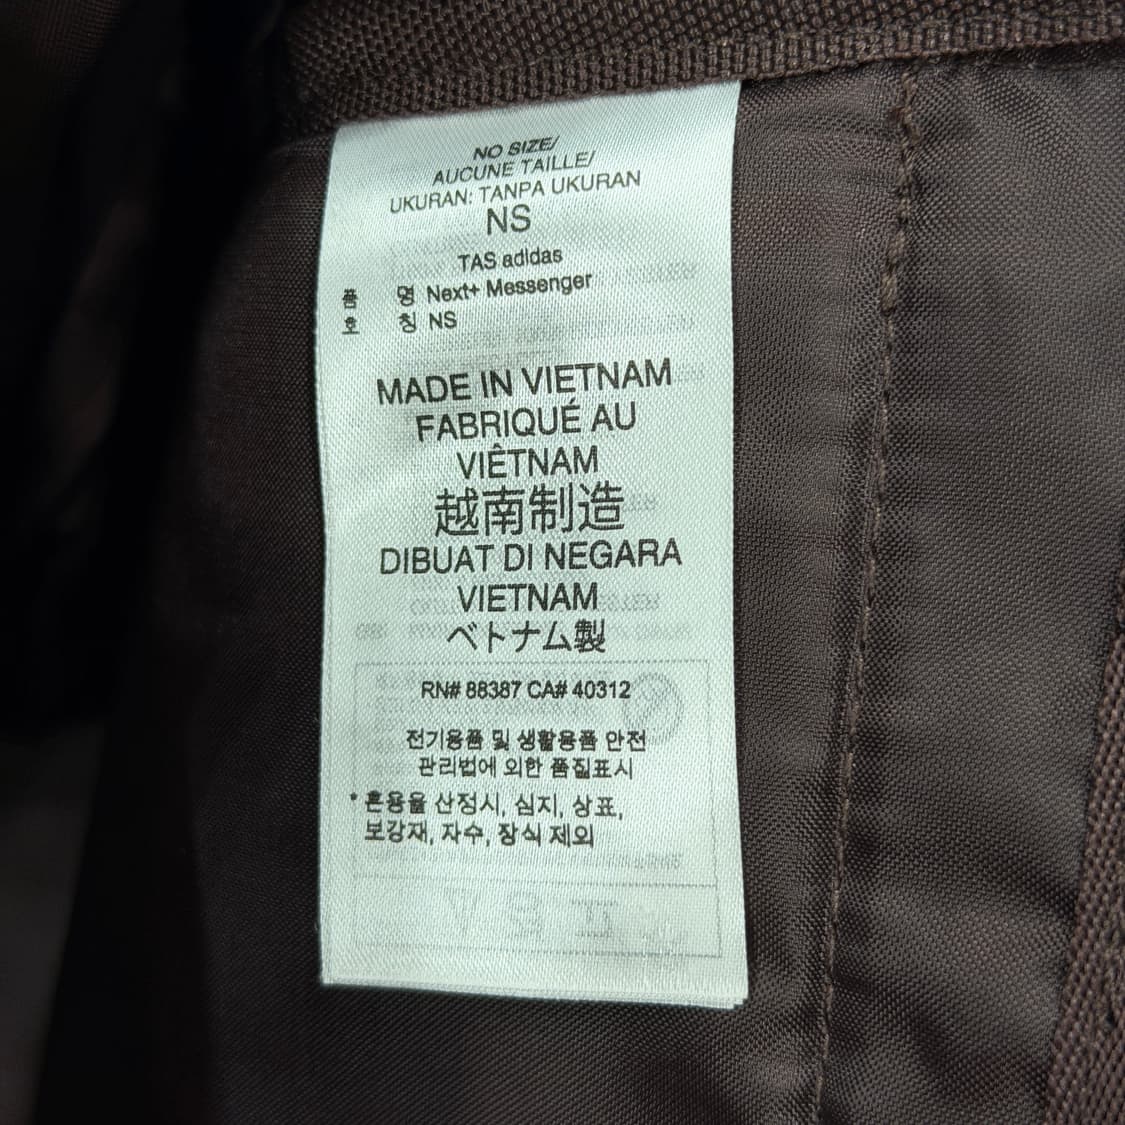 NO SIZE/
AUCUNE TAILLE/
UKURAN: TANPA UKURAN
NS
TAS adidas
품 명 Next+ Messenger
호 칭 NS
MADE IN VIETNAM
FABRIQUÉ AU
VIÊTNAM
越南制造
DIBUAT DI NEGARA
VIETNAM
ベトナム製
RN# 88387 CA# 40312
전기용품 및 생활용품 안전
관리법에 의한 품질표시
* 혼용율 산정시, 심지, 상표,
보강재, 자수, 장식 제외